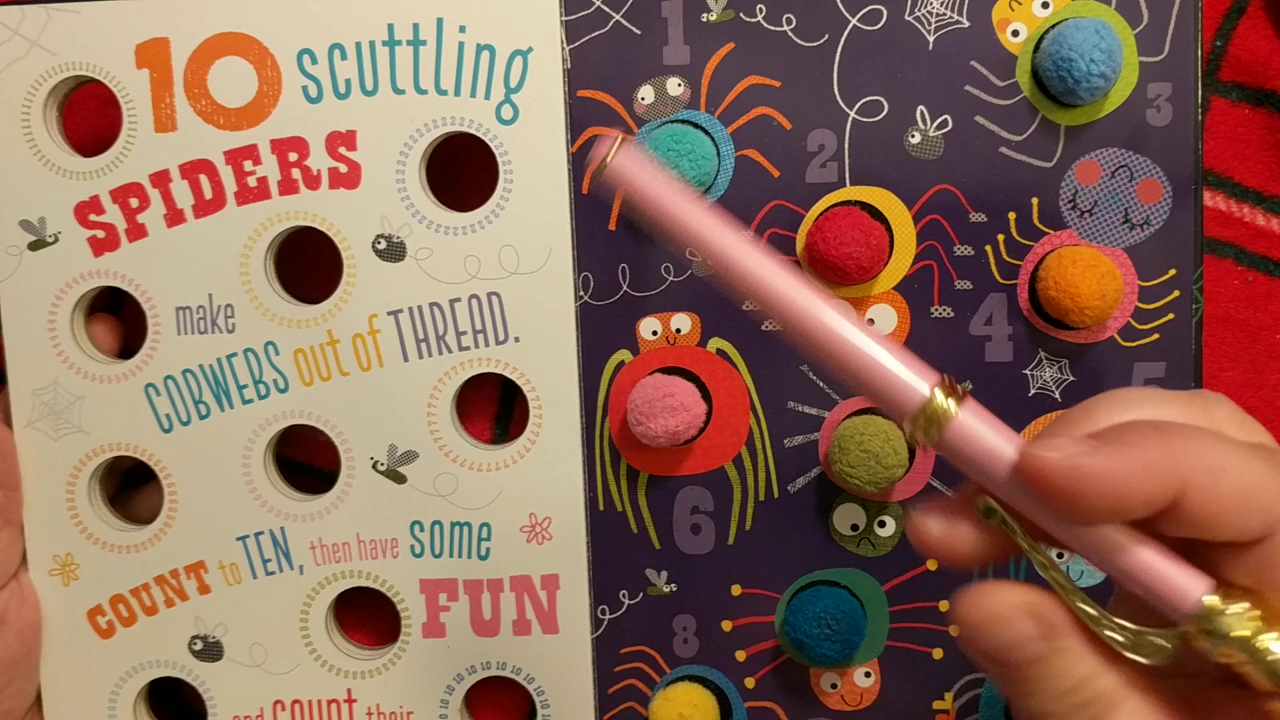 10 scuttling
SPIDERS
make
COBWEBS out of THREAD.
COUNT to TEN, then have some
FUN
and count their
1
2
3
4
5
6
8